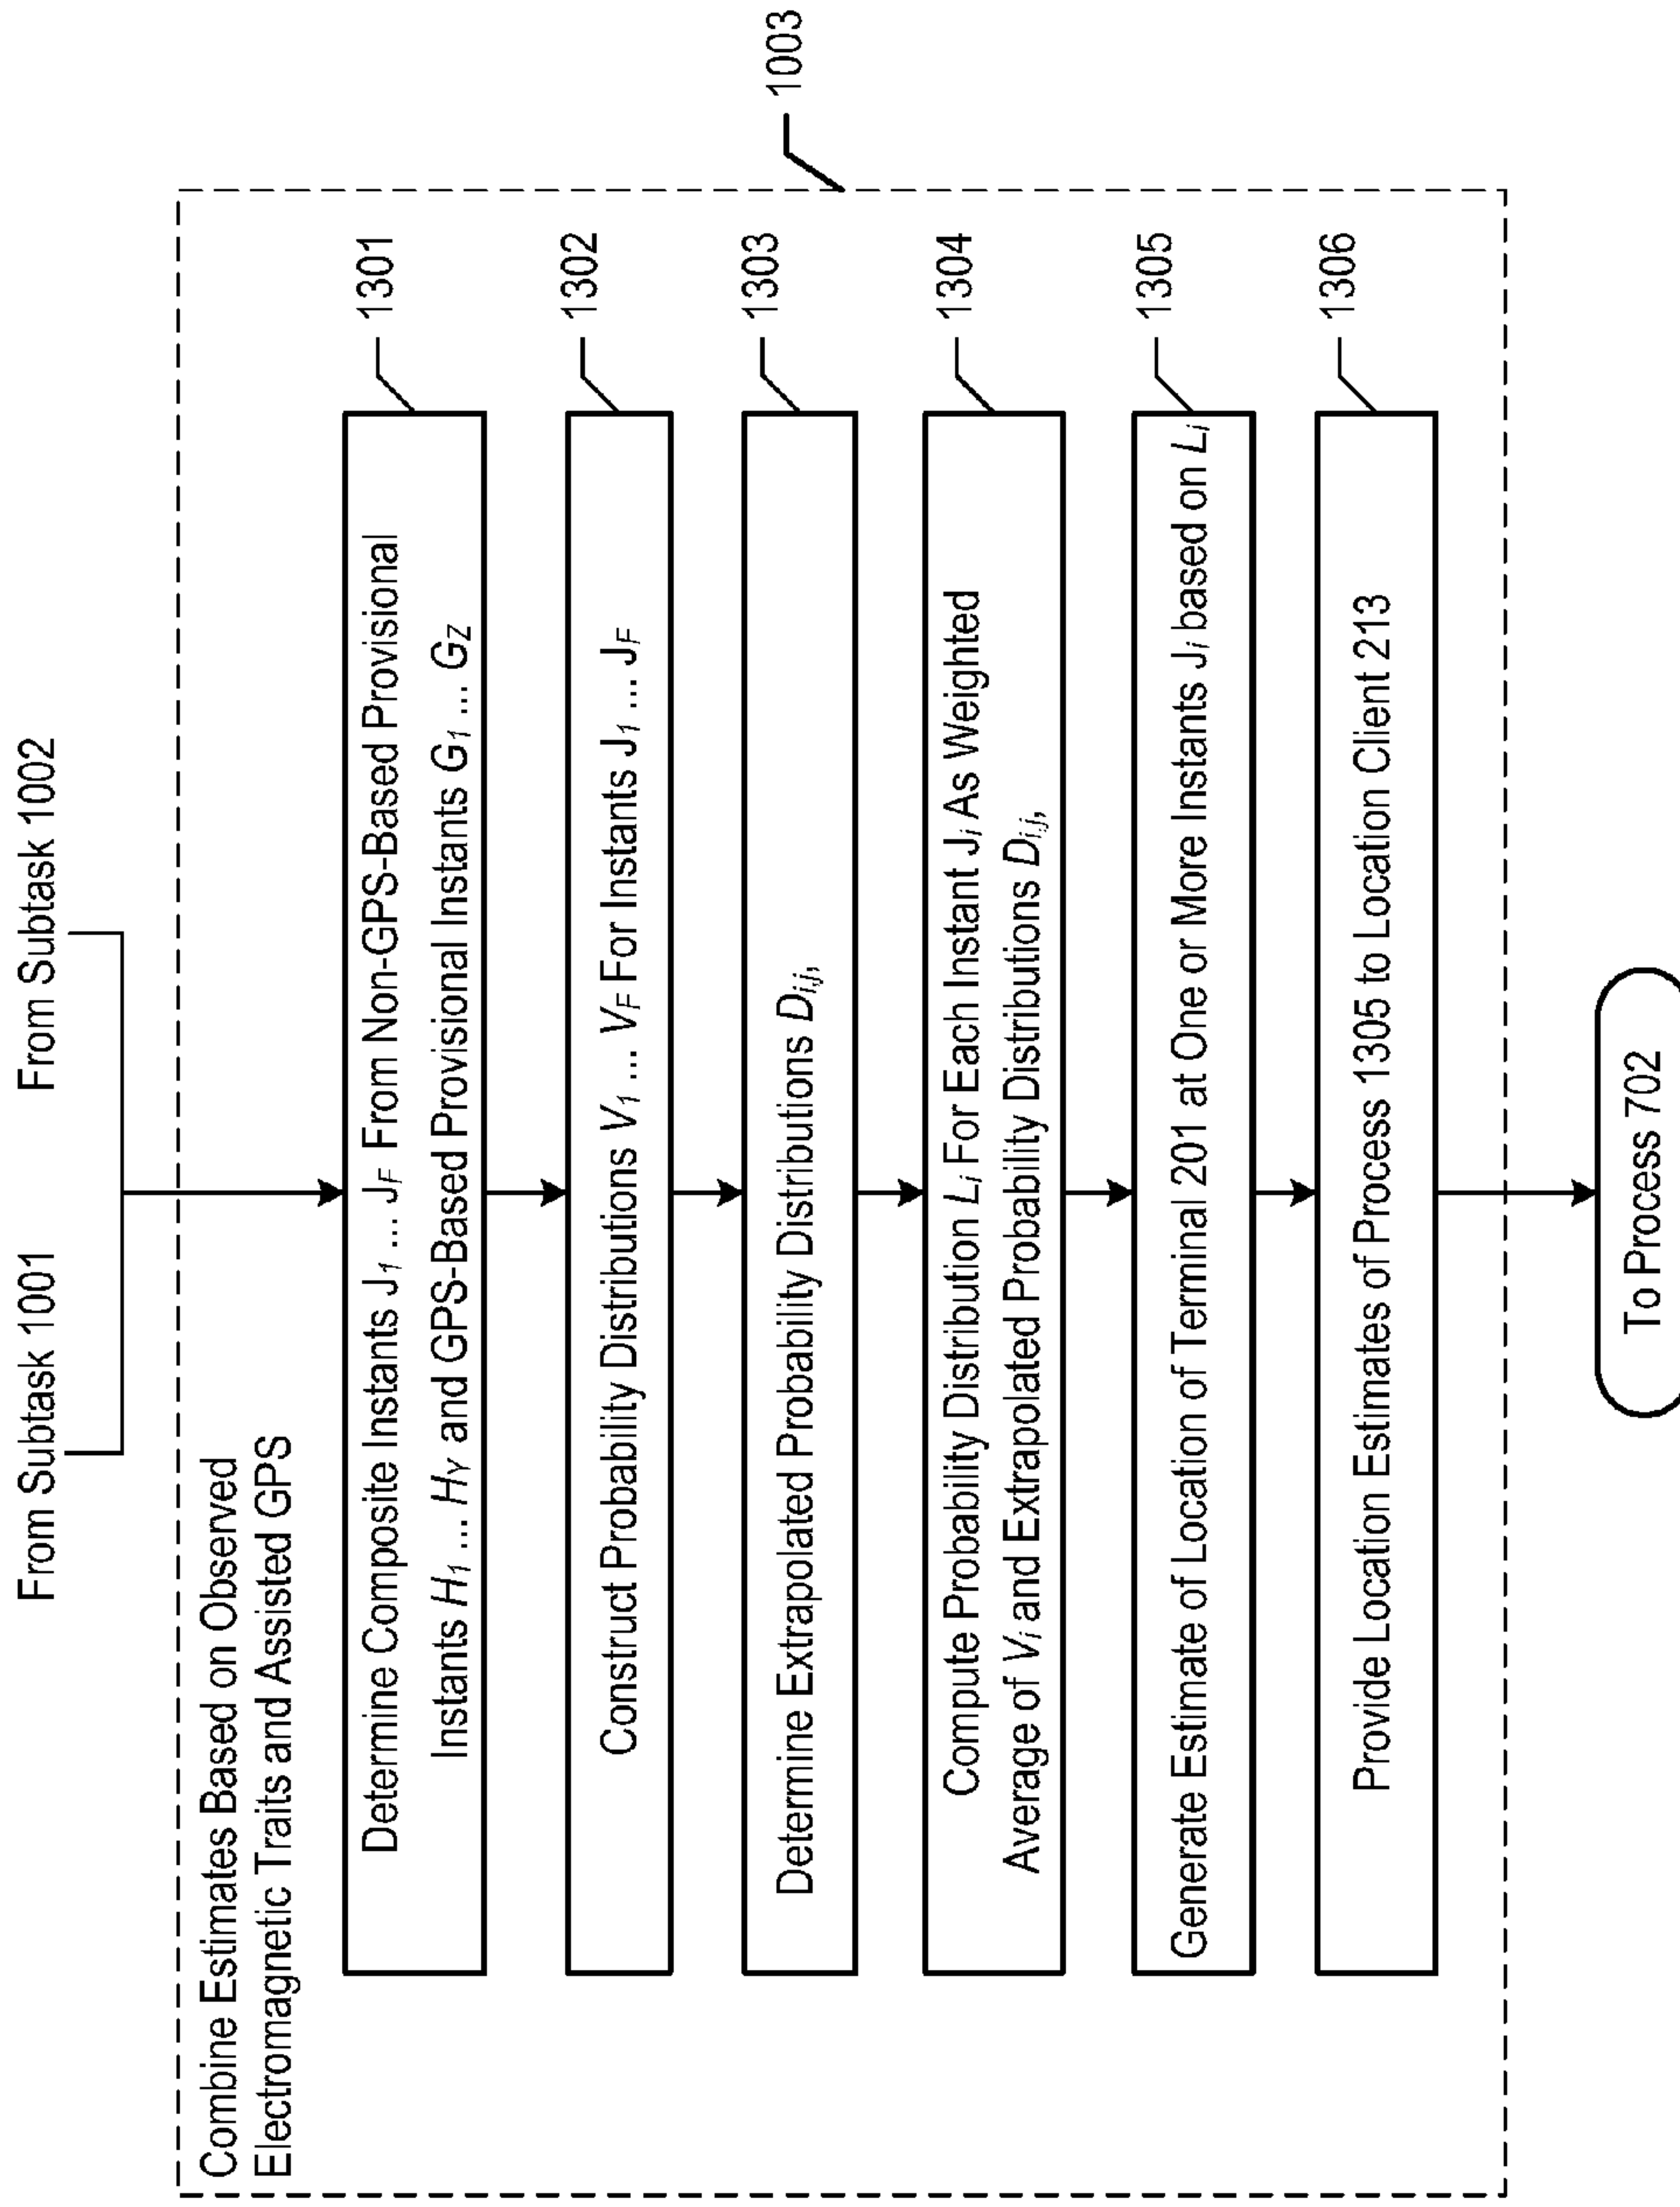 From Subtask 1001
From Subtask 1002
Combine Estimates Based on Observed
Electromagnetic Traits and Assisted GPS
1003
Determine Composite Instants J1 ... JF From Non-GPS-Based Provisional
Instants H1 ... HY and GPS-Based Provisional Instants G1 ... GZ
1301
Construct Probability Distributions V1 ... VF For Instants J1 ... JF
1302
Determine Extrapolated Probability Distributions Di,j,
1303
Compute Probability Distribution Li For Each Instant Ji As Weighted
Average of Vi and Extrapolated Probability Distributions Di,j,
1304
Generate Estimate of Location of Terminal 201 at One or More Instants Ji based on Li
1305
Provide Location Estimates of Process 1305 to Location Client 213
1306
To Process 702